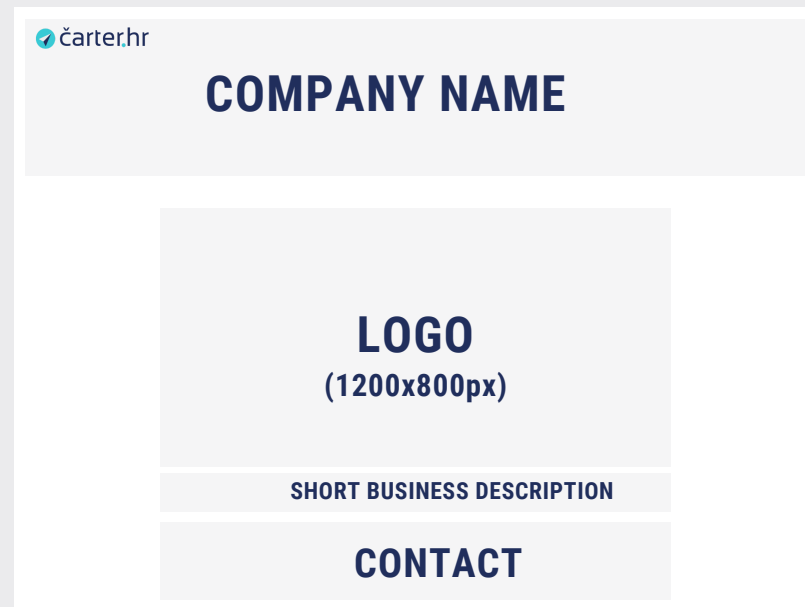 čarter.hr
COMPANY NAME
LOGO
(1200x800px)
SHORT BUSINESS DESCRIPTION
CONTACT